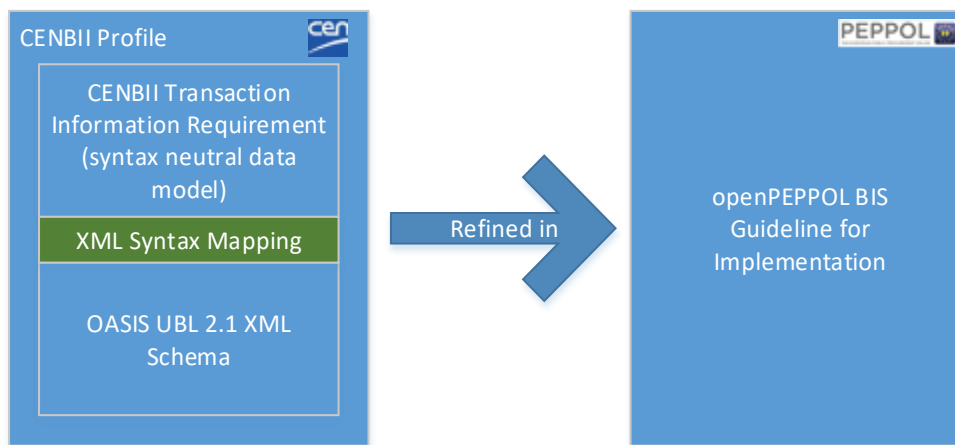 CENBII Profile
cen
CENBII Transaction
Information Requirement
(syntax neutral data
model)
XML Syntax Mapping
OASIS UBL 2.1 XML
Schema
Refined in
PEPPOL
openPEPPOL BIS
Guideline for
Implementation